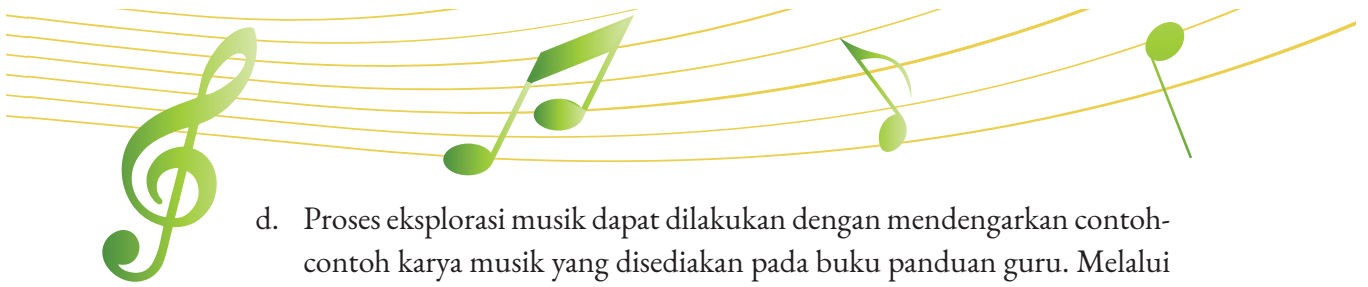 d. Proses eksplorasi musik dapat dilakukan dengan mendengarkan contoh-
contoh karya musik yang disediakan pada buku panduan guru. Melalui